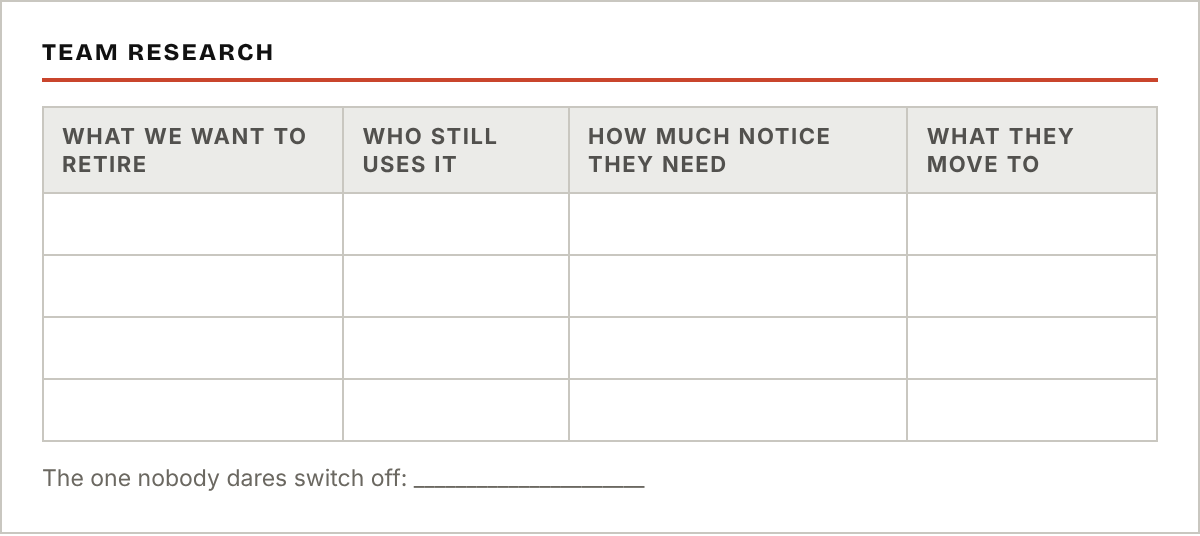 TEAM RESEARCH
WHAT WE WANT TO RETIRE
WHO STILL USES IT
HOW MUCH NOTICE THEY NEED
WHAT THEY MOVE TO
The one nobody dares switch off: ____________________